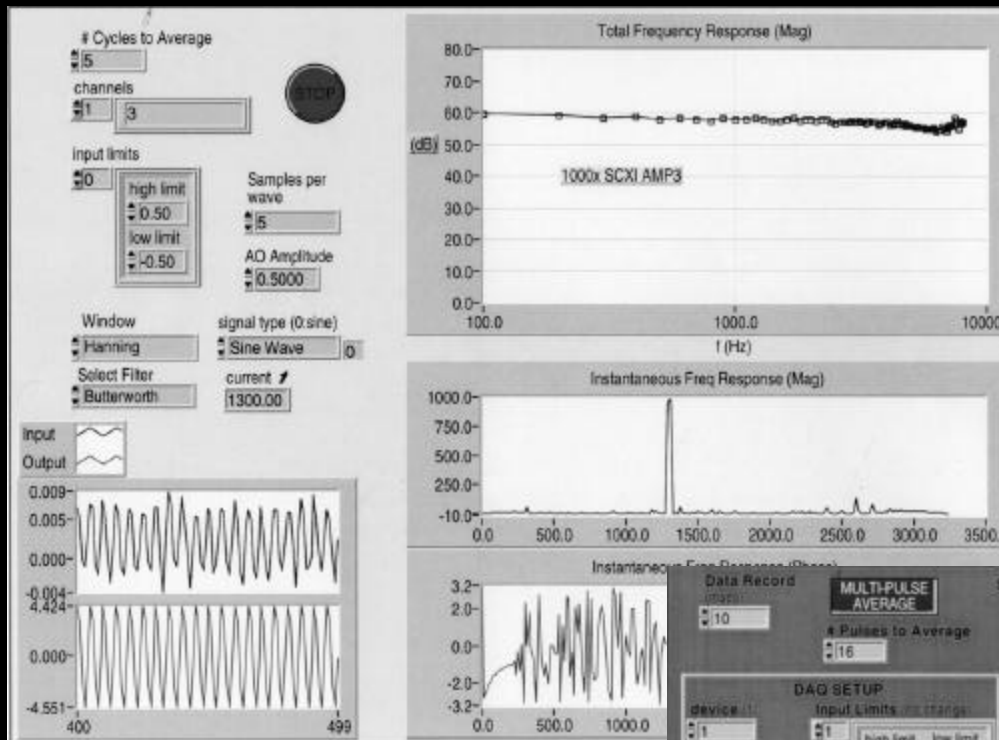 # Cycles to Average
5
channels
1
3
STOP
input limits
0
high limit
0.50
low limit
-0.50
Samples per
wave
5
AO Amplitude
0.5000
Window
Hanning
signal type (0:sine)
Sine Wave
0
Select Filter
Butterworth
current f
1300.00
Input
Output
0.009
0.005
0.000
-0.004
4.424
0.000
-4.551
400
499
Total Frequency Response (Mag)
80.0
70.0
60.0
(dB)
50.0
40.0
30.0
20.0
10.0
0.0
1000x SCXI AMP3
100.0
1000.0
10000
f (Hz)
Instantaneous Freq Response (Mag)
1000.0
750.0
500.0
250.0
-10.0
0.0
500.0
1000.0
1500.0
2000.0
2500.0
3000.0
3500.
Instantaneous
3.2
2.0
0.0
-2.0
-3.2
0.0
500.0
1000.0
Data Record
10
MULTI-PULSE
AVERAGE
# Pulses to Average
16
DAQ SETUP
device
1
Input Limits
1
high limit
low limit